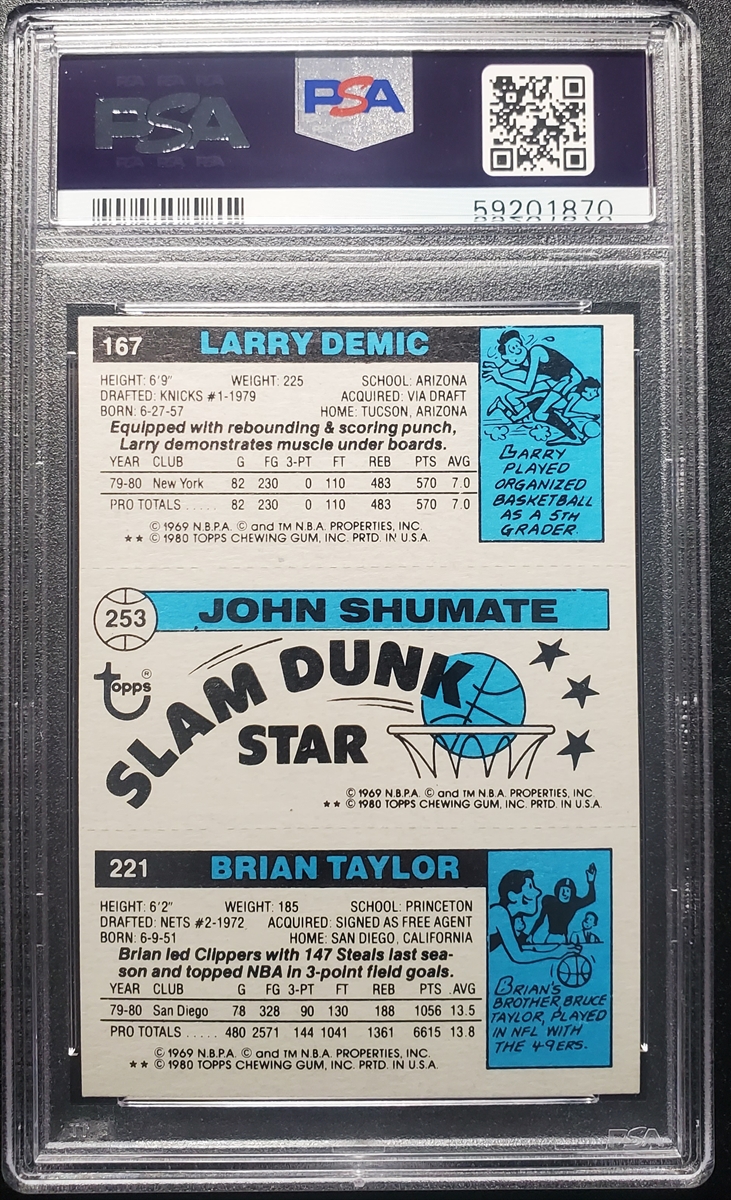 PSA
PSA
59201870
167 LARRY DEMIC
HEIGHT: 6'9" WEIGHT: 225 SCHOOL: ARIZONA
DRAFTED: KNICKS #1-1979 ACQUIRED: VIA DRAFT
BORN: 6-27-57 HOME: TUCSON, ARIZONA
Equipped with rebounding & scoring punch,
Larry demonstrates muscle under boards.
YEAR CLUB G FG 3-PT FT REB PTS AVG
79-80 New York 82 230 0 110 483 570 7.0
PRO TOTALS ..... 82 230 0 110 483 570 7.0
© 1969 N.B.P.A. © and TM N.B.A. PROPERTIES, INC.
★★ © 1980 TOPPS CHEWING GUM, INC. PRTD. IN U.S.A.
LARRY
PLAYED
ORGANIZED
BASKETBALL
AS A 5TH
GRADER.
253 JOHN SHUMATE
topps®
SLAM DUNK
STAR
© 1969 N.B.P.A. © and TM N.B.A. PROPERTIES, INC.
★★ © 1980 TOPPS CHEWING GUM, INC. PRTD. IN U.S.A.
221 BRIAN TAYLOR
HEIGHT: 6'2" WEIGHT: 185 SCHOOL: PRINCETON
DRAFTED: NETS #2-1972 ACQUIRED: SIGNED AS FREE AGENT
BORN: 6-9-51 HOME: SAN DIEGO, CALIFORNIA
Brian led Clippers with 147 Steals last sea-
son and topped NBA in 3-point field goals.
YEAR CLUB G FG 3-PT FT REB PTS .AVG
79-80 San Diego 78 328 90 130 188 1056 13.5
PRO TOTALS ..... 480 2571 144 1041 1361 6615 13.8
© 1969 N.B.P.A. © and TM N.B.A. PROPERTIES, INC.
★★ © 1980 TOPPS CHEWING GUM, INC. PRTD. IN U.S.A.
BRIAN'S
BROTHER, BRUCE
TAYLOR, PLAYED
IN NFL WITH
THE 49ERS.
PSA